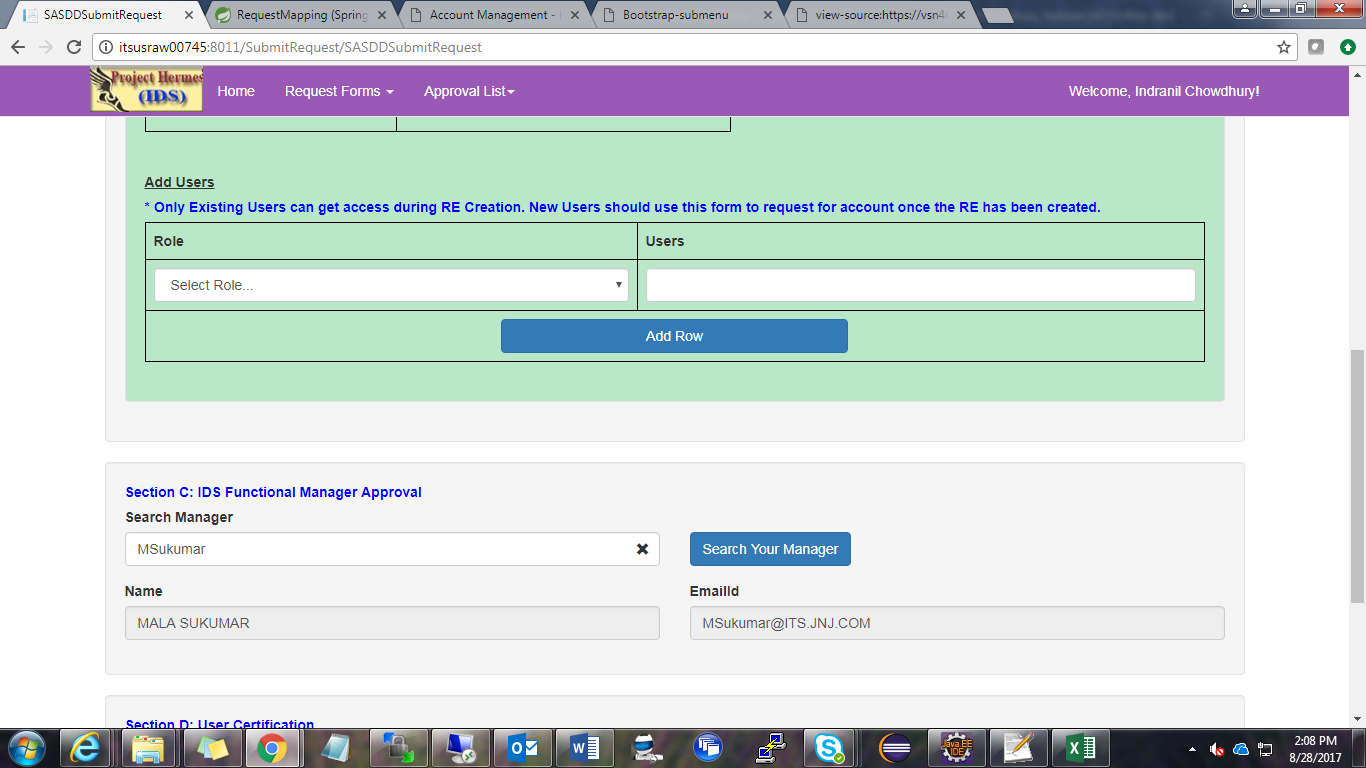 SASDDSubmitRequest
RequestMapping (Spring
Account Management -
Bootstrap-submenu
view-source:https://vsn4
itsusraw00745:8011/SubmitRequest/SASDDSubmitRequest
Project Hermes
(IDS)
Home
Request Forms
Approval List
Welcome, Indranil Chowdhury!
Add Users
* Only Existing Users can get access during RE Creation. New Users should use this form to request for account once the RE has been created.
Role
Users
Select Role...
Add Row
Section C: IDS Functional Manager Approval
Search Manager
MSukumar
Search Your Manager
Name
EmailId
MALA SUKUMAR
MSukumar@ITS.JNJ.COM
Section D: User Certification
Java EE
IDE
2:08 PM
8/28/2017